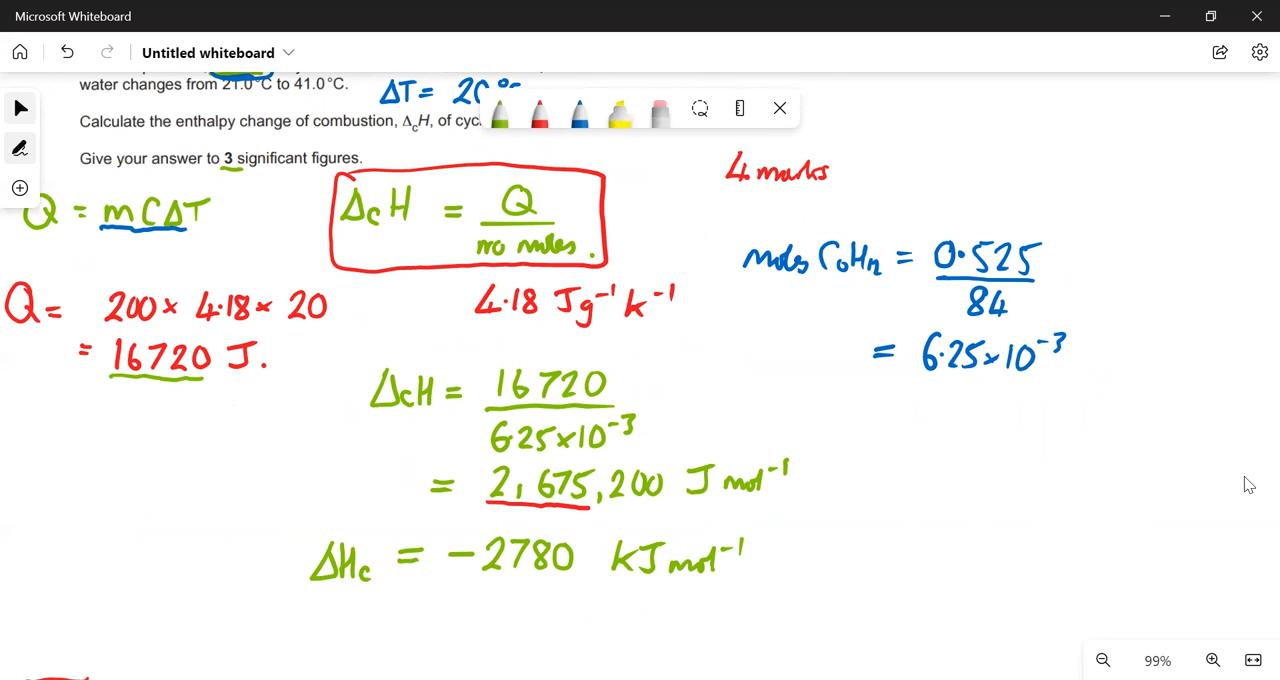 Microsoft Whiteboard
Untitled whiteboard
water changes from 21.0°C to 41.0°C.
ΔT = 20 °
Calculate the enthalpy change of combustion, ΔcH, of cyc
Give your answer to 3 significant figures.
4 marks
Q = mCΔT
ΔcH = Q / no moles.
moles C6H12 = 0.525 / 84
= 6.25×10⁻³
Q = 200 × 4.18 × 20
= 16720 J.
4.18 Jg⁻¹ K⁻¹
ΔcH = 16720 / 6.25×10⁻³
= 2,675,200 J mol⁻¹
ΔHc = -2780 kJ mol⁻¹
99%